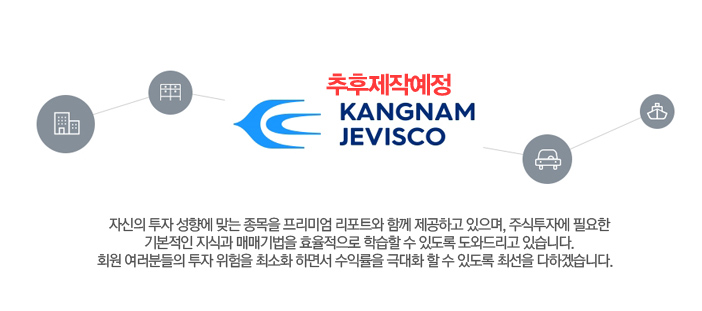 추후제작예정
KANGNAM
JEVISCO
자신의 투자 성향에 맞는 종목을 프리미엄 리포트와 함께 제공하고 있으며, 주식투자에 필요한
기본적인 지식과 매매기법을 효율적으로 학습할 수 있도록 도와드리고 있습니다.
회원 여러분들의 투자 위험을 최소화 하면서 수익률을 극대화 할 수 있도록 최선을 다하겠습니다.